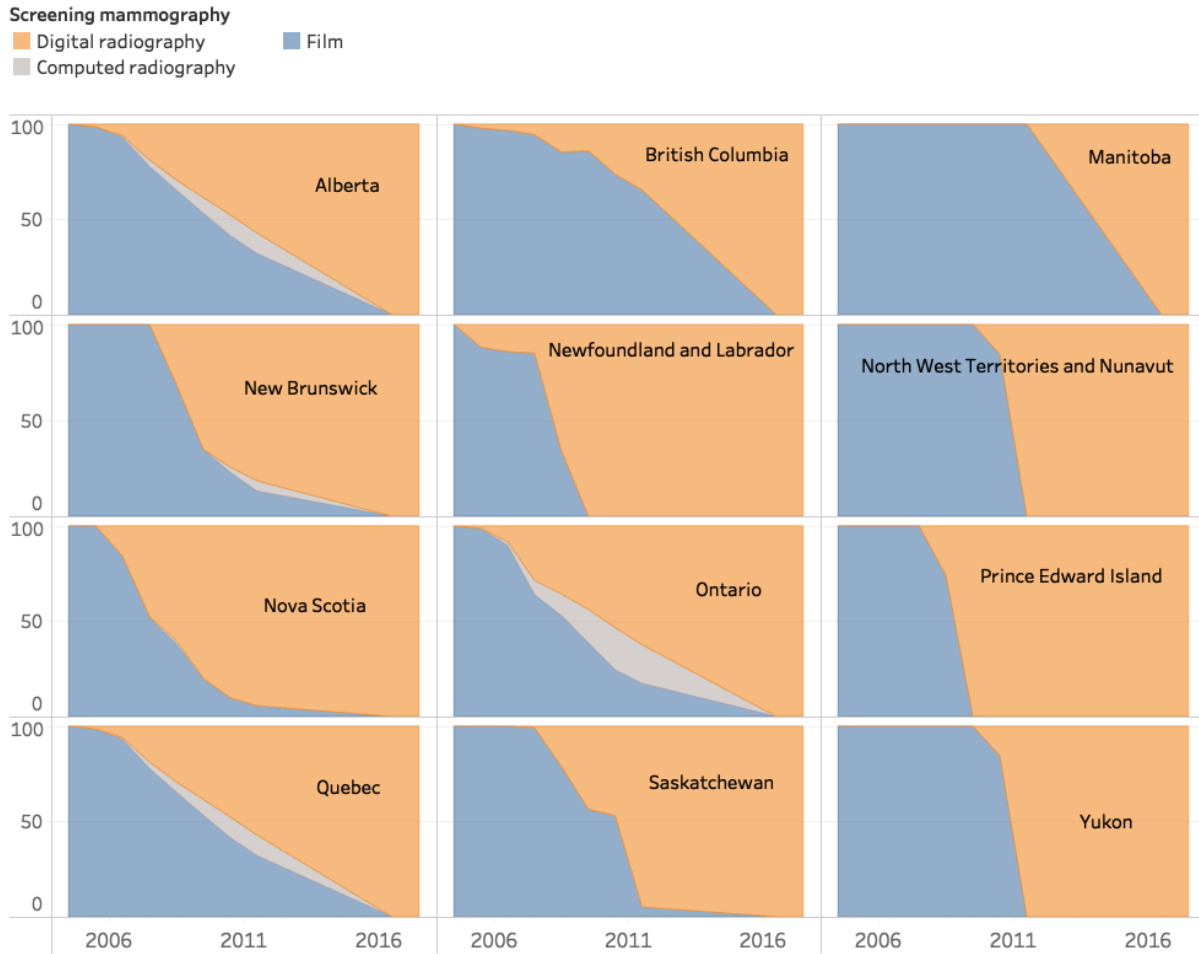 Screening mammography
Digital radiography Film
Computed radiography
100
50
0
Alberta
British Columbia
Manitoba
100
50
0
New Brunswick
Newfoundland and Labrador
North West Territories and Nunavut
100
50
0
Nova Scotia
Ontario
Prince Edward Island
100
50
0
Quebec
Saskatchewan
Yukon
2006 2011 2016 2006 2011 2016 2006 2011 2016